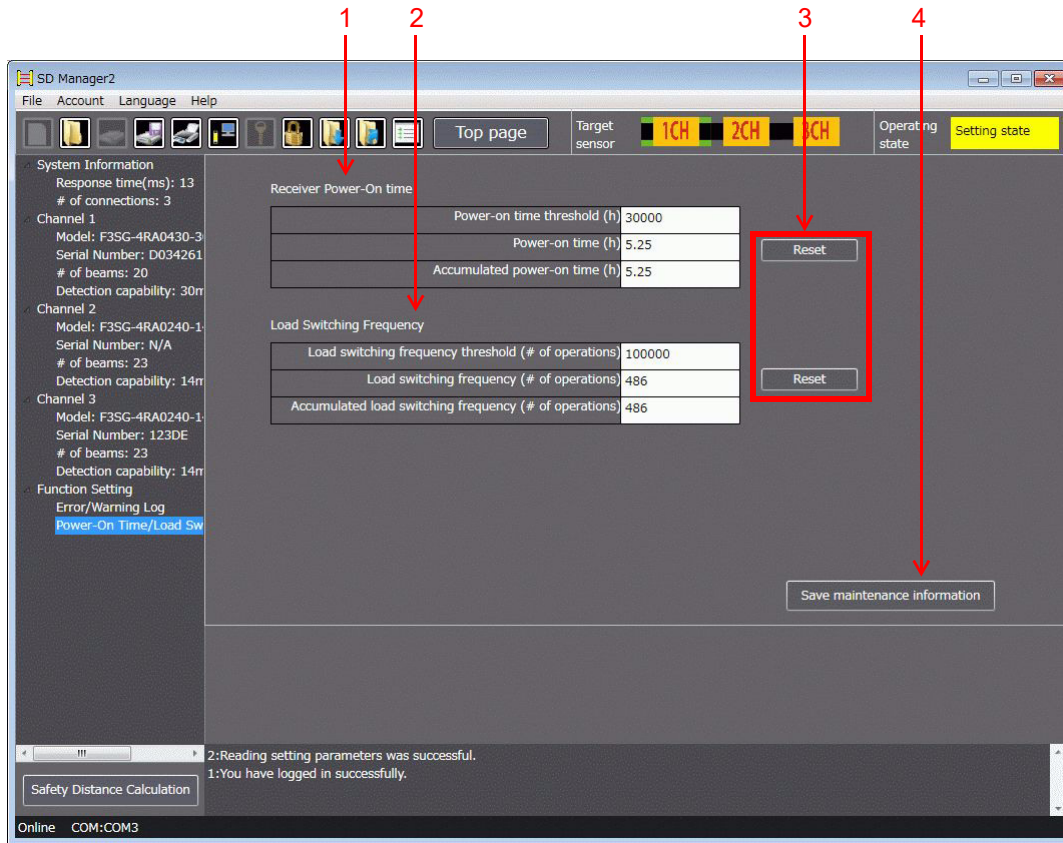 1 2 3 4
SD Manager2
File Account Language Help
Top page
Target sensor
1CH 2CH 3CH
Operating state
Setting state
System Information
Response time(ms): 13
# of connections: 3
Channel 1
Model: F3SG-4RA0430-3
Serial Number: D034261
# of beams: 20
Detection capability: 30m
Channel 2
Model: F3SG-4RA0240-1
Serial Number: N/A
# of beams: 23
Detection capability: 14m
Channel 3
Model: F3SG-4RA0240-1
Serial Number: 123DE
# of beams: 23
Detection capability: 14m
Function Setting
Error/Warning Log
Power-On Time/Load Sw
Receiver Power-On time
Power-on time threshold (h) 30000
Power-on time (h) 5.25
Reset
Accumulated power-on time (h) 5.25
Load Switching Frequency
Load switching frequency threshold (# of operations) 100000
Load switching frequency (# of operations) 486
Reset
Accumulated load switching frequency (# of operations) 486
Save maintenance information
2:Reading setting parameters was successful.
1:You have logged in successfully.
Safety Distance Calculation
Online COM:COM3